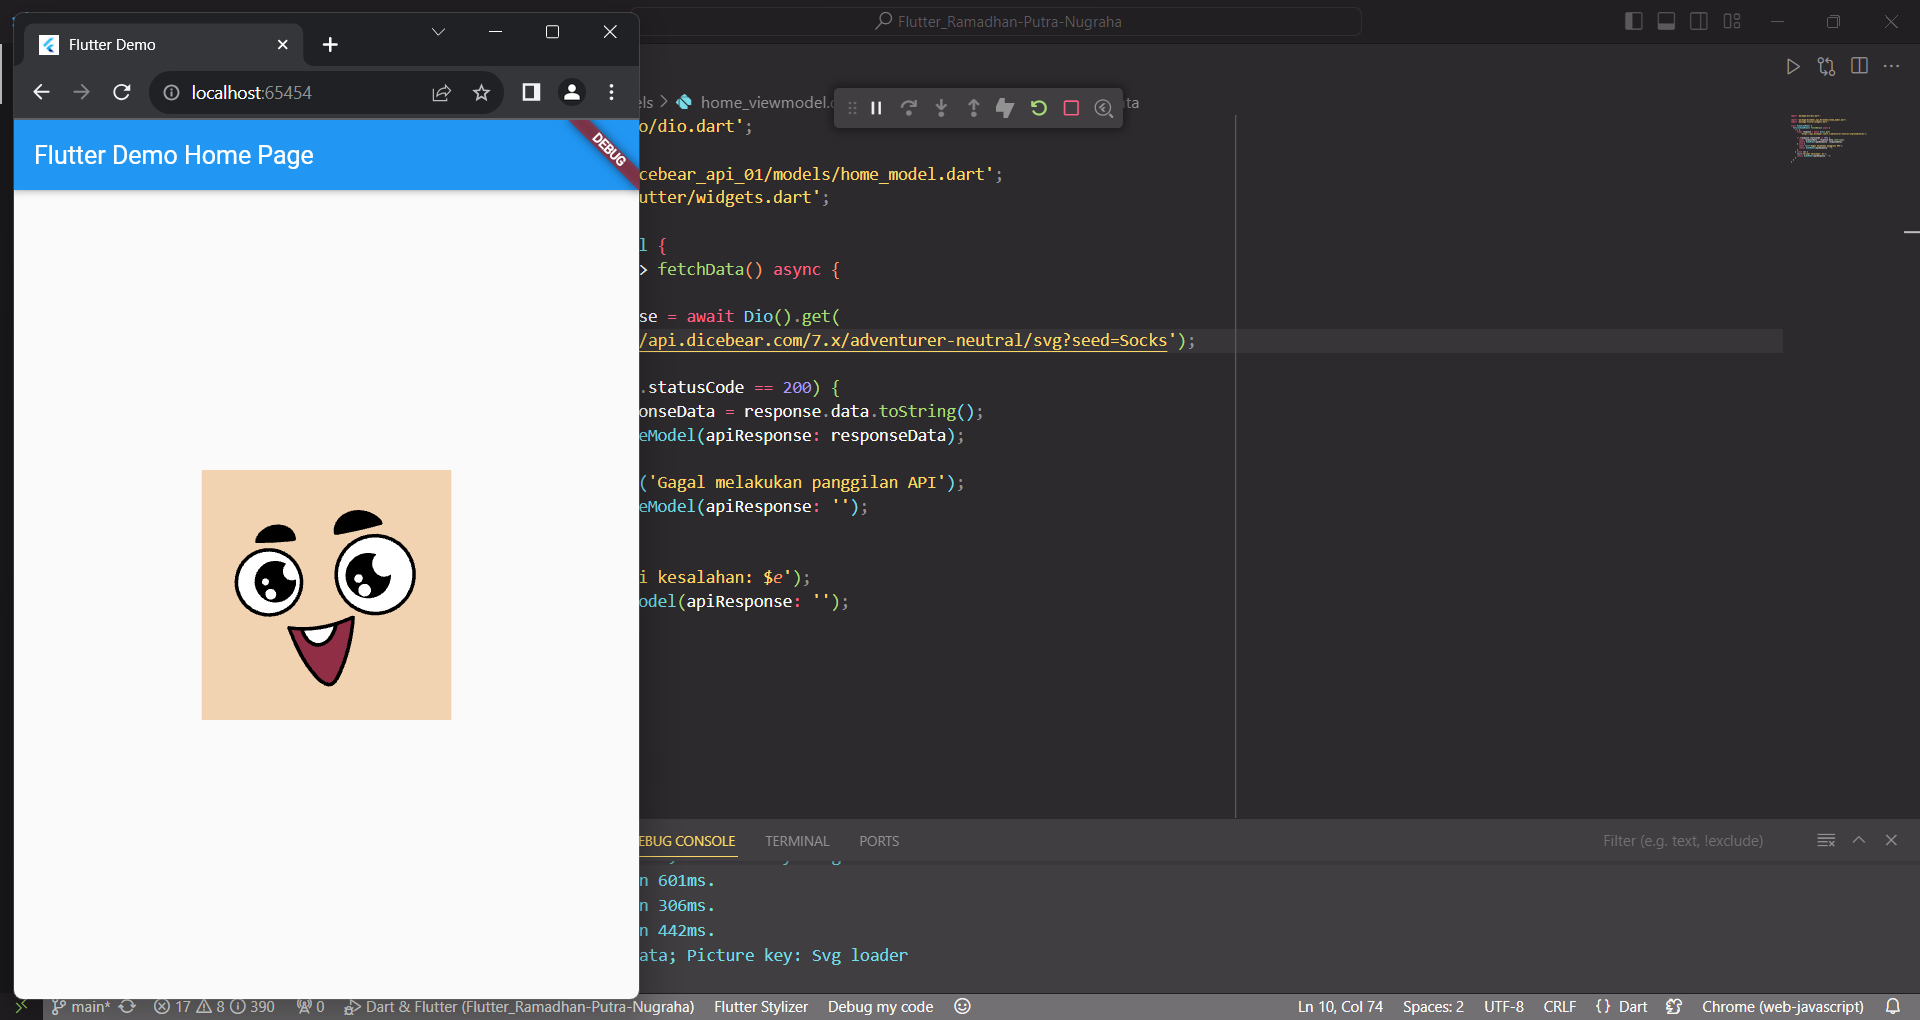 Flutter_Ramadhan-Putra-Nugraha
Flutter Demo
localhost:65454
Flutter Demo Home Page
DEBUG
ls > home_viewmodel.
ta
o/dio.dart';
cebear_api_01/models/home_model.dart';
utter/widgets.dart';
l {
> fetchData() async {
se = await Dio().get(
/api.dicebear.com/7.x/adventurer-neutral/svg?seed=Socks');
.statusCode == 200) {
onseData = response.data.toString();
eModel(apiResponse: responseData);
('Gagal melakukan panggilan API');
eModel(apiResponse: '');
i kesalahan: $e');
odel(apiResponse: '');
EBUG CONSOLE
TERMINAL
PORTS
Filter (e.g. text, !exclude)
n 601ms.
n 306ms.
n 442ms.
ata; Picture key: Svg loader
main* 17 8 390 0 Dart & Flutter (Flutter_Ramadhan-Putra-Nugraha) Flutter Stylizer Debug my code Ln 10, Col 74 Spaces: 2 UTF-8 CRLF {} Dart Chrome (web-javascript)